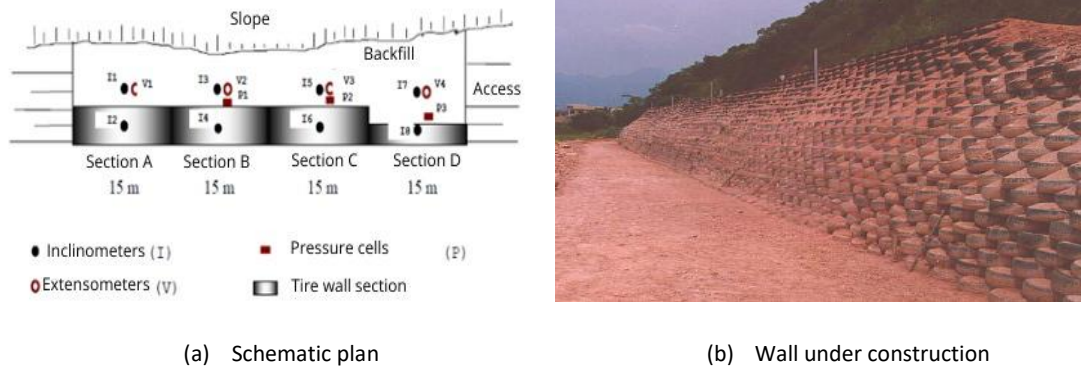 Slope
Backfill
I1 V1 I3 V2 I5 V3 I7 V4
P1 P2 P3
Access
I2 I4 I6 I8
Section A Section B Section C Section D
15 m 15 m 15 m 15 m
Inclinometers (I) Pressure cells (P)
Extensometers (V) Tire wall section
(a) Schematic plan (b) Wall under construction